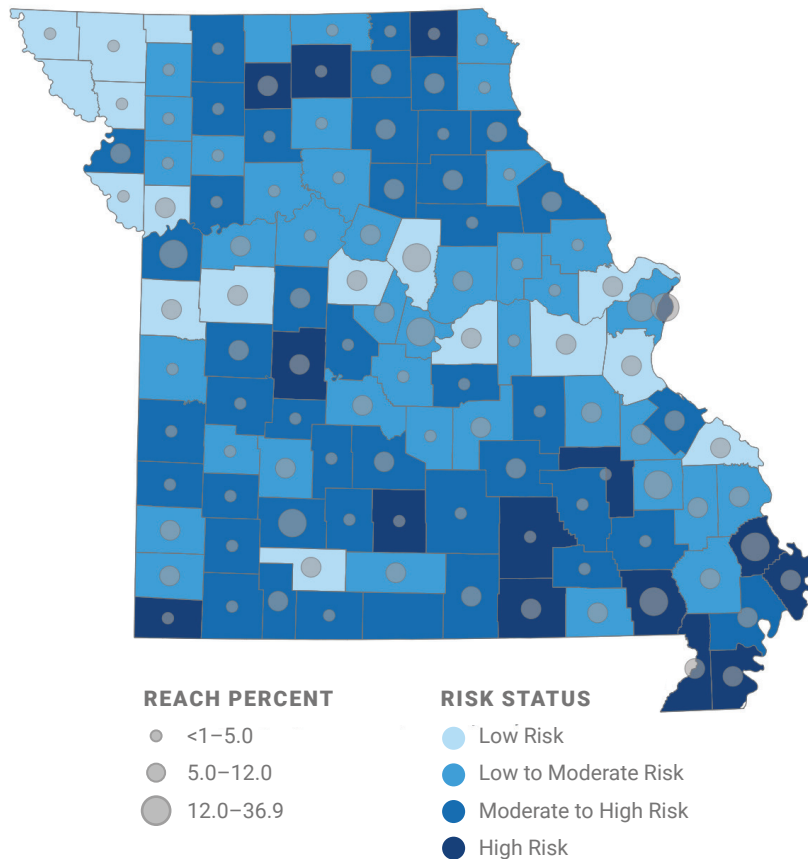 REACH PERCENT
<1–5.0
5.0–12.0
12.0–36.9
RISK STATUS
Low Risk
Low to Moderate Risk
Moderate to High Risk
High Risk